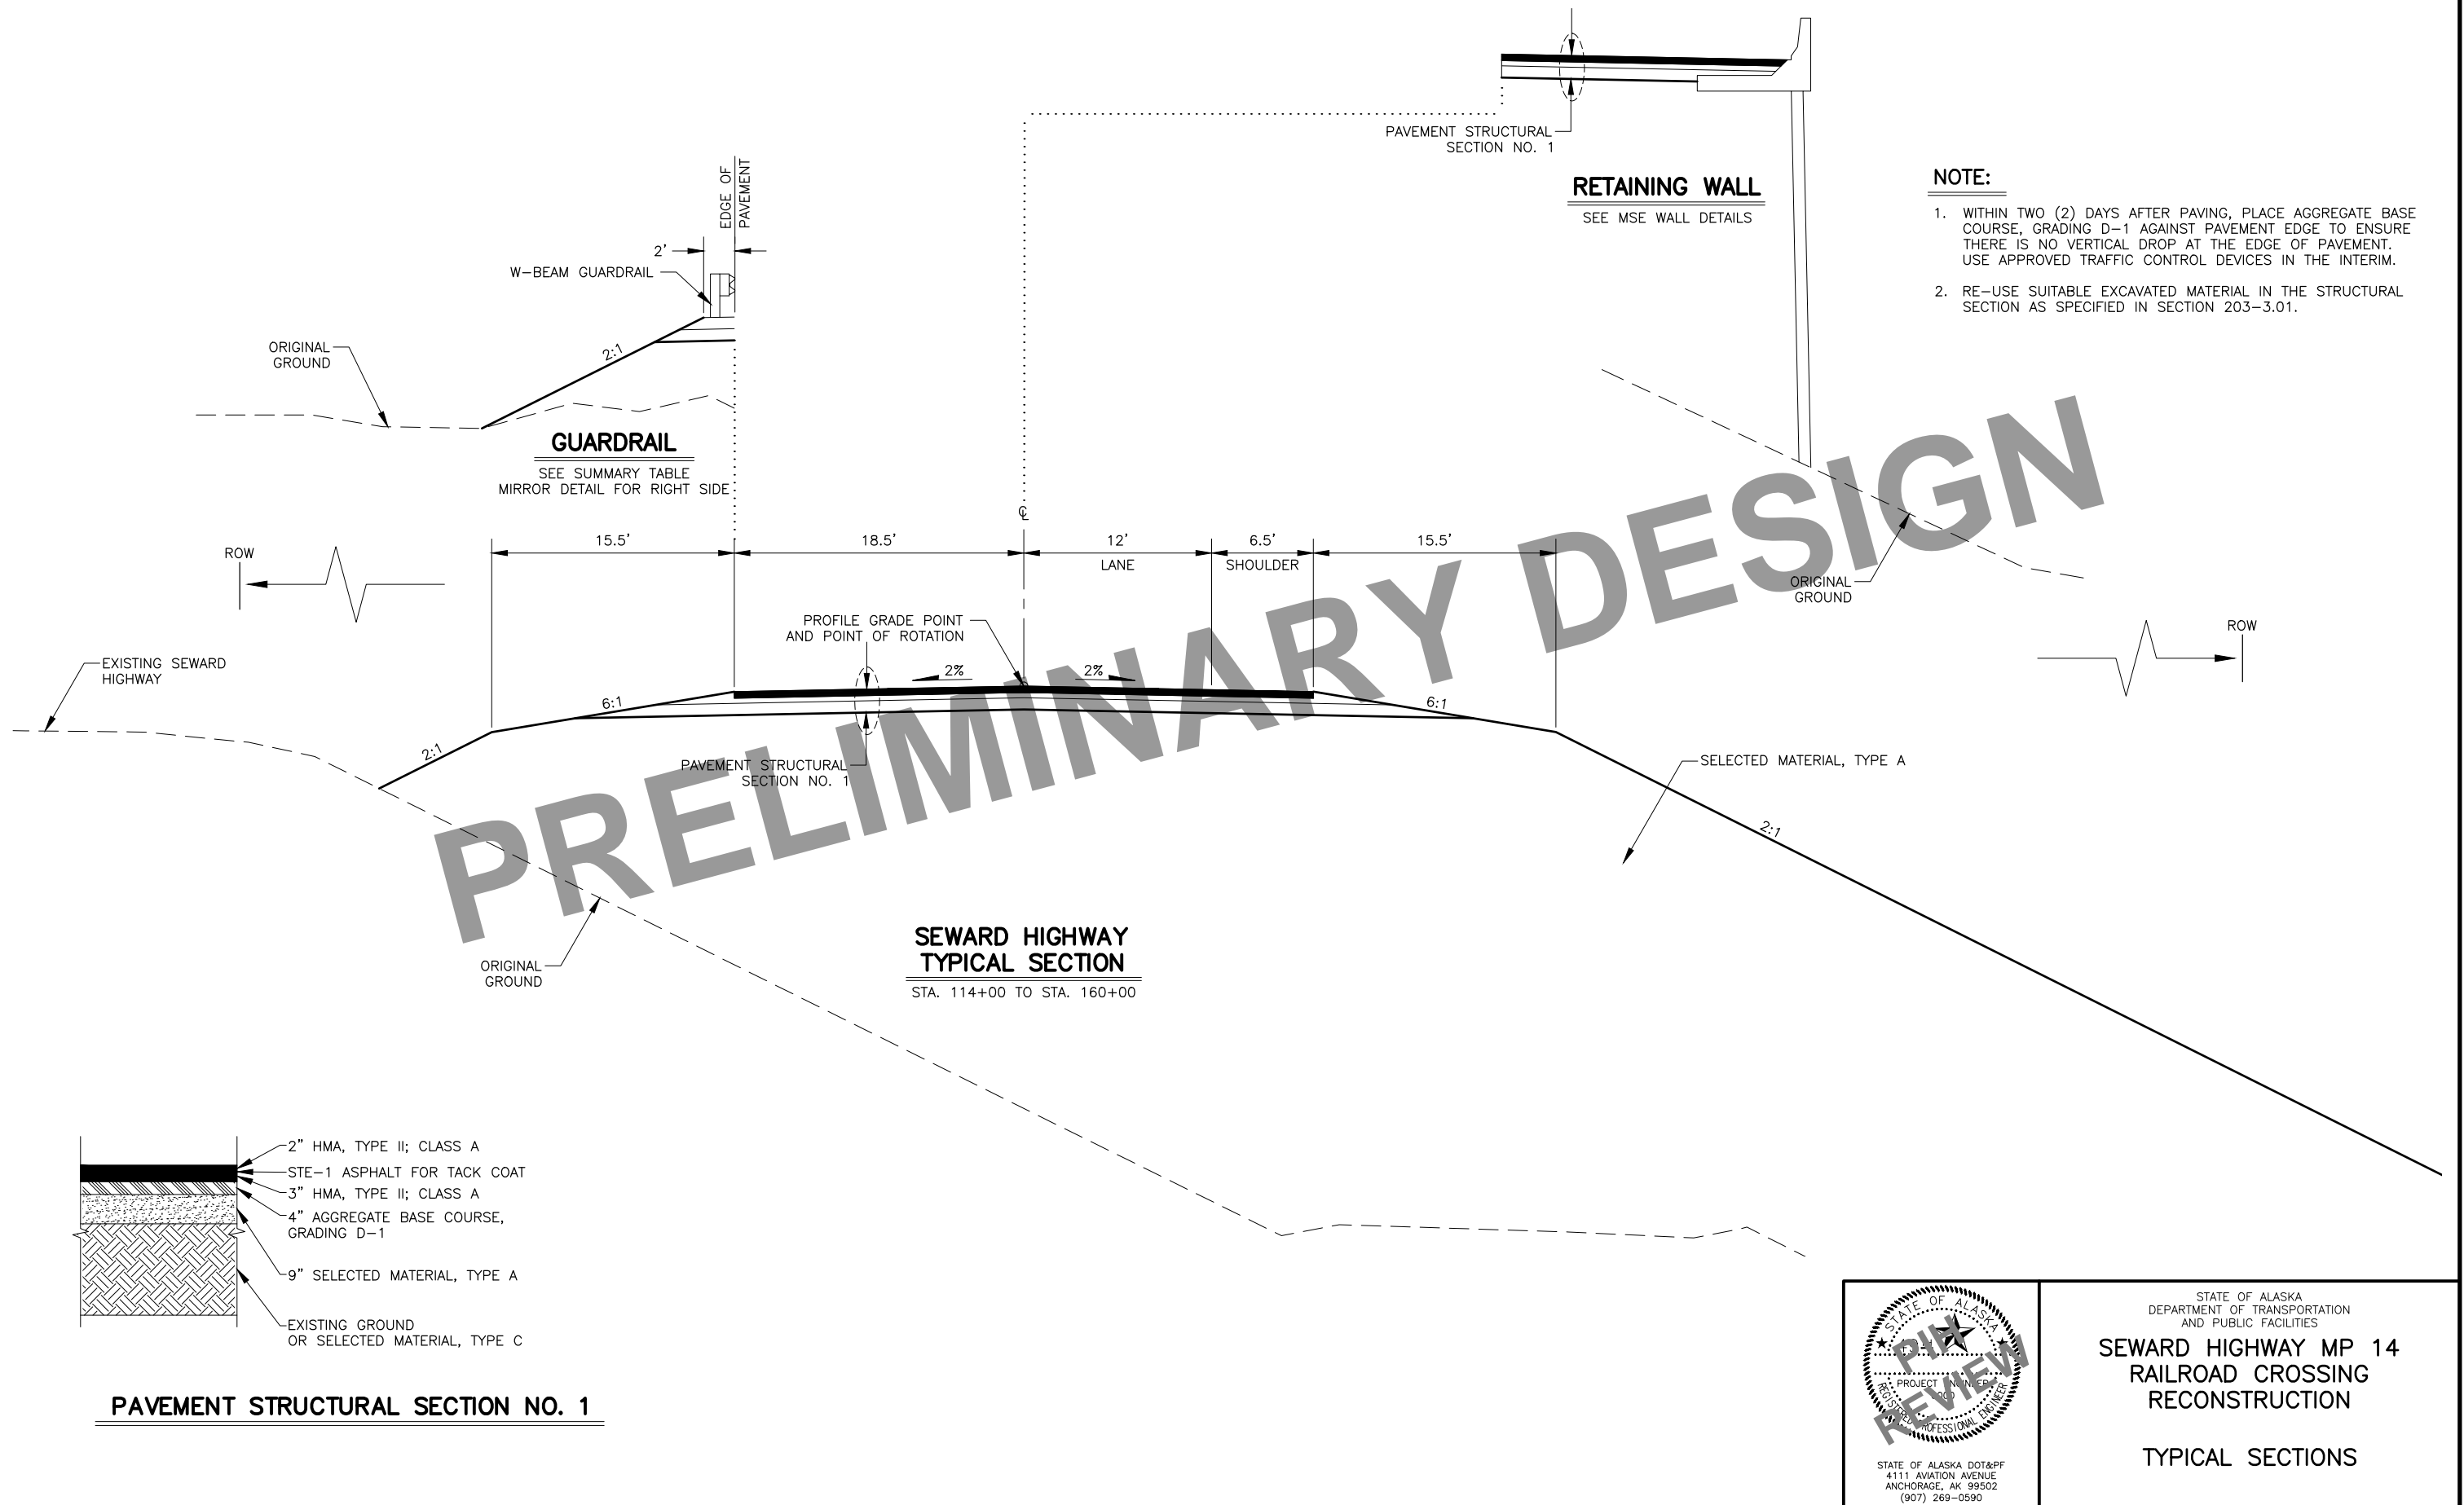 PAVEMENT STRUCTURAL
SECTION NO. 1
RETAINING WALL
SEE MSE WALL DETAILS
NOTE:
1. WITHIN TWO (2) DAYS AFTER PAVING, PLACE AGGREGATE BASE
COURSE, GRADING D-1 AGAINST PAVEMENT EDGE TO ENSURE
THERE IS NO VERTICAL DROP AT THE EDGE OF PAVEMENT.
USE APPROVED TRAFFIC CONTROL DEVICES IN THE INTERIM.
2. RE-USE SUITABLE EXCAVATED MATERIAL IN THE STRUCTURAL
SECTION AS SPECIFIED IN SECTION 203-3.01.
EDGE OF
PAVEMENT
2'
W-BEAM GUARDRAIL
ORIGINAL
GROUND
2:1
GUARDRAIL
SEE SUMMARY TABLE
MIRROR DETAIL FOR RIGHT SIDE
℄
15.5'
18.5'
12'
LANE
6.5'
SHOULDER
15.5'
ROW
ORIGINAL
GROUND
ROW
PROFILE GRADE POINT
AND POINT OF ROTATION
EXISTING SEWARD
HIGHWAY
2%
2%
6:1
6:1
2:1
PAVEMENT STRUCTURAL
SECTION NO. 1
SELECTED MATERIAL, TYPE A
2:1
PRELIMINARY DESIGN
ORIGINAL
GROUND
SEWARD HIGHWAY
TYPICAL SECTION
STA. 114+00 TO STA. 160+00
2" HMA, TYPE II; CLASS A
STE-1 ASPHALT FOR TACK COAT
3" HMA, TYPE II; CLASS A
4" AGGREGATE BASE COURSE,
GRADING D-1
9" SELECTED MATERIAL, TYPE A
EXISTING GROUND
OR SELECTED MATERIAL, TYPE C
PAVEMENT STRUCTURAL SECTION NO. 1
STATE OF ALASKA
PIH
REVIEW
PROJECT ENGINEER
REGISTERED PROFESSIONAL ENGINEER
STATE OF ALASKA DOT&PF
4111 AVIATION AVENUE
ANCHORAGE, AK 99502
(907) 269-0590
STATE OF ALASKA
DEPARTMENT OF TRANSPORTATION
AND PUBLIC FACILITIES
SEWARD HIGHWAY MP 14
RAILROAD CROSSING
RECONSTRUCTION
TYPICAL SECTIONS